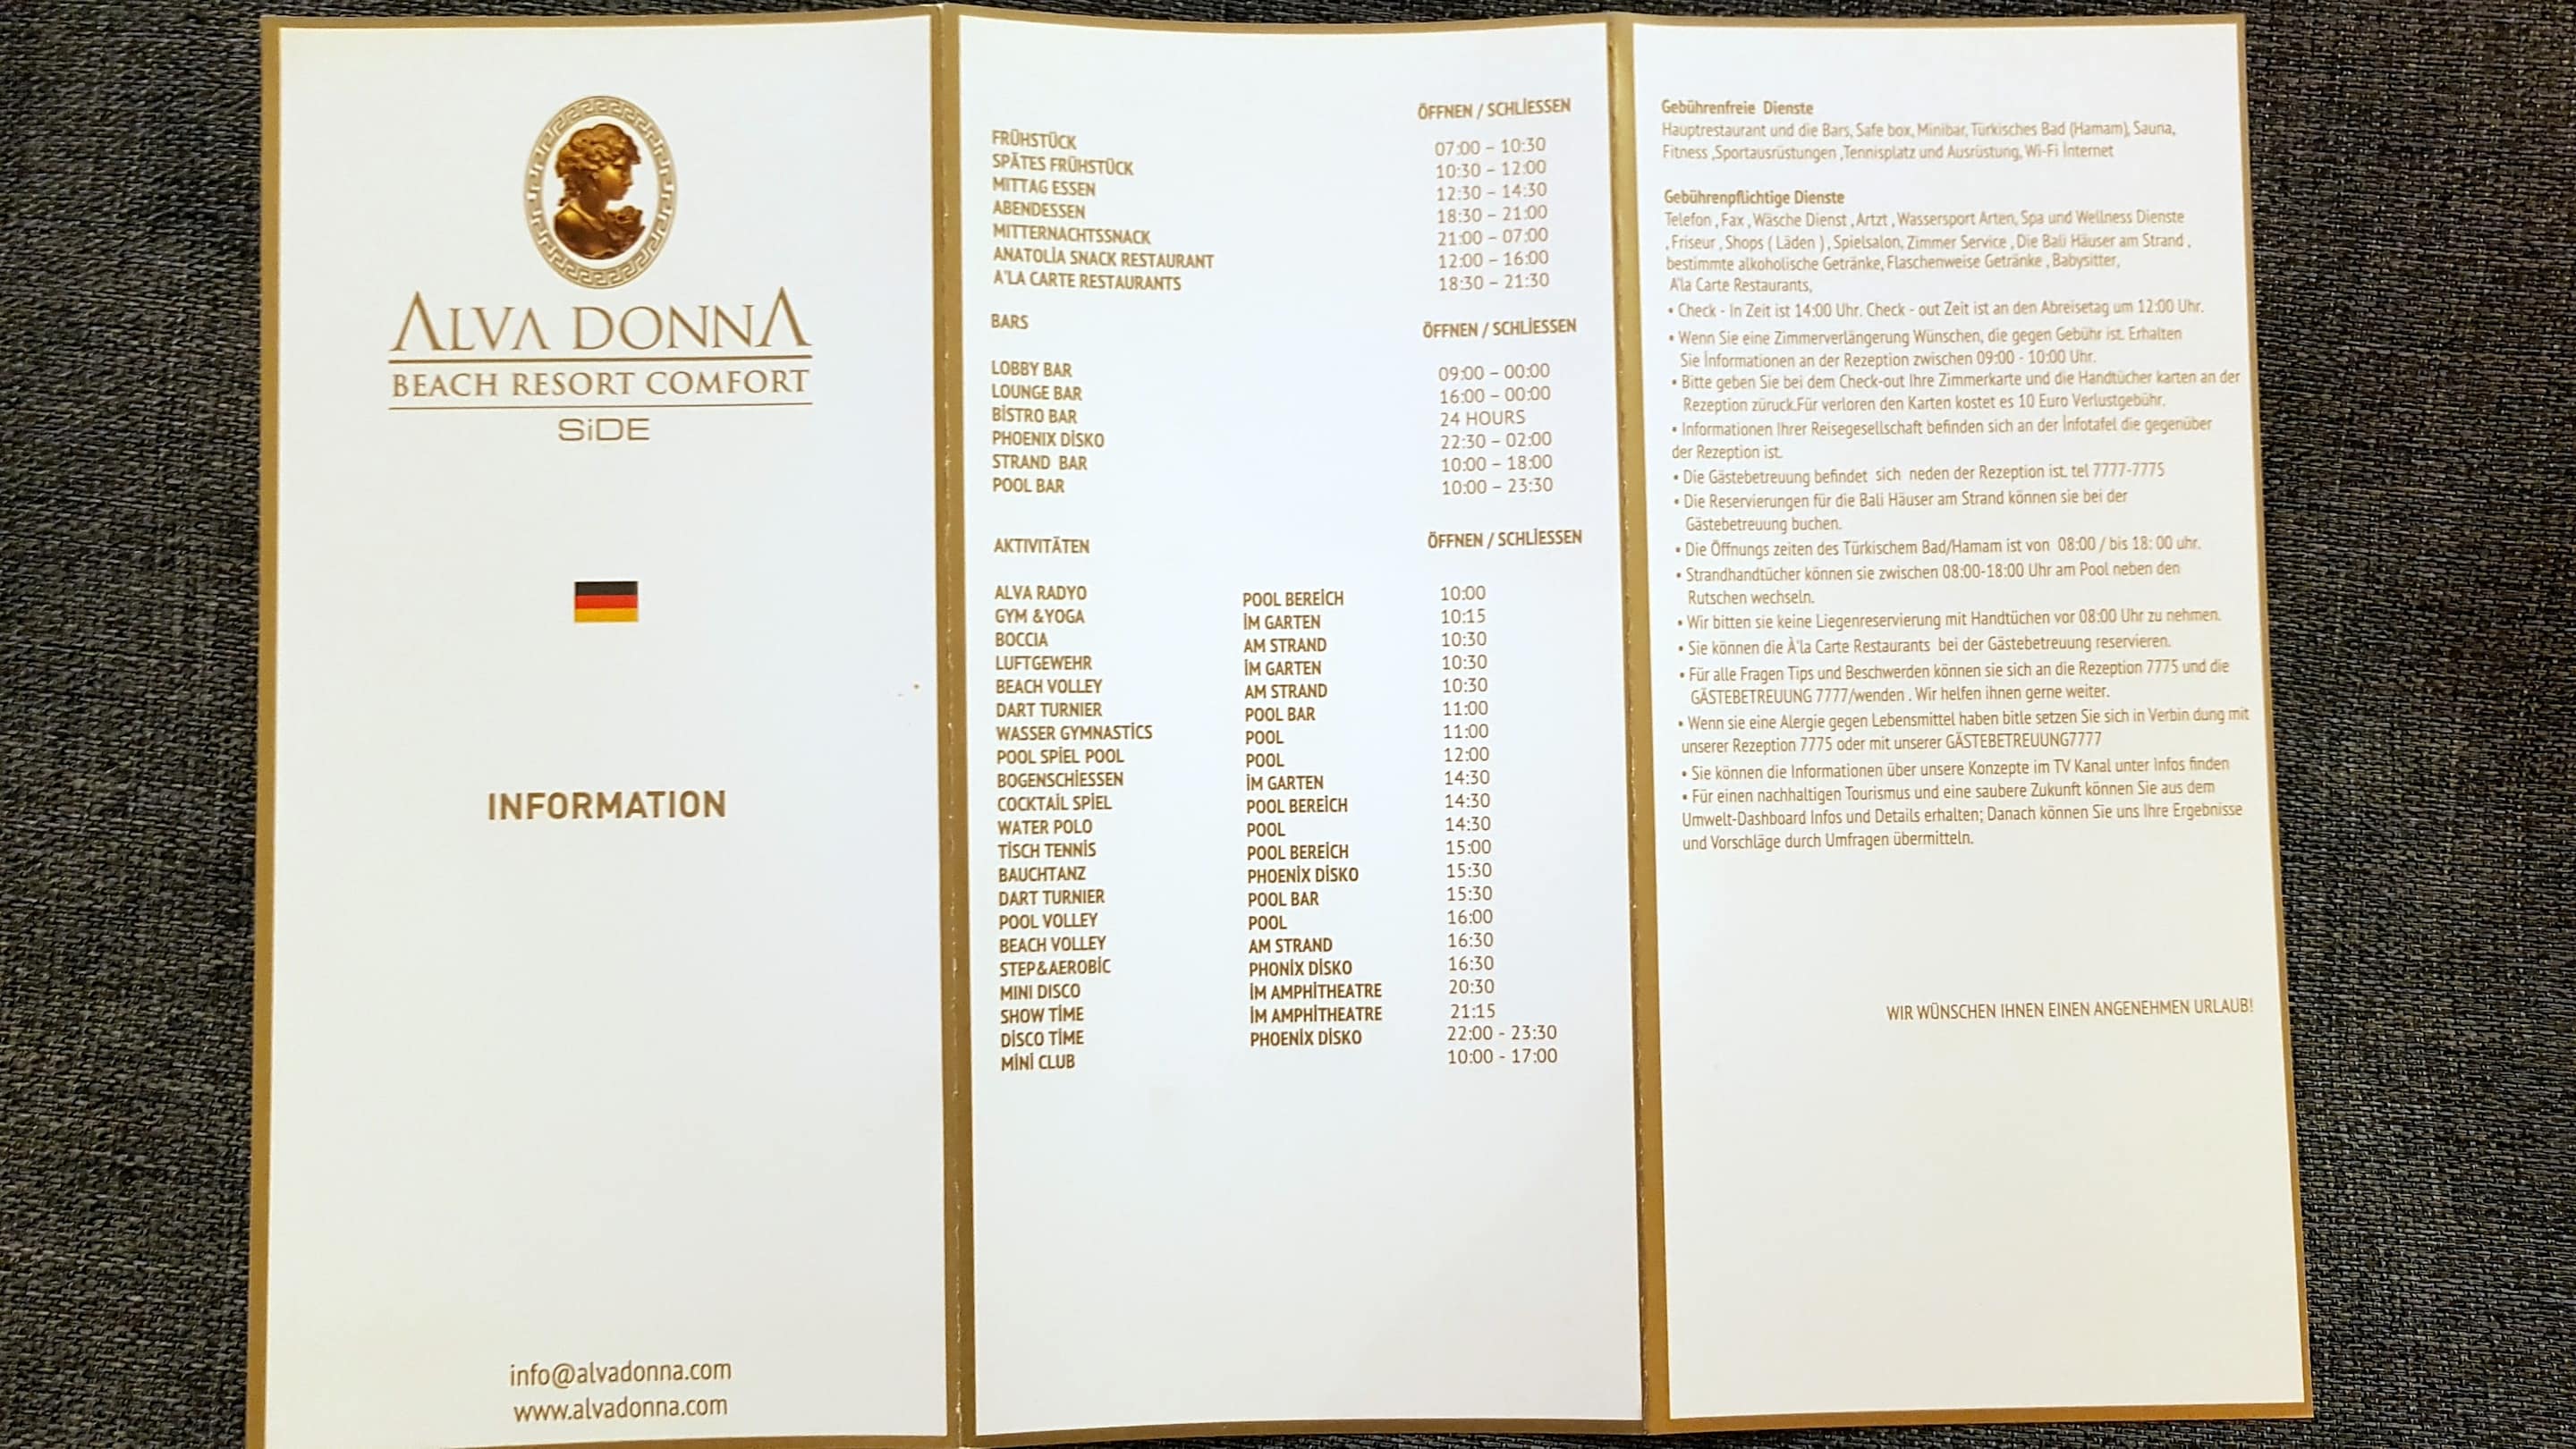 ALVA DONNA
BEACH RESORT COMFORT
SiDE
INFORMATION
info@alvadonna.com
www.alvadonna.com
ÖFFNEN / SCHLİESSEN
FRÜHSTÜCK 07:00 – 10:30
SPÄTES FRÜHSTÜCK 10:30 – 12:00
MITTAG ESSEN 12:30 – 14:30
ABENDESSEN 18:30 – 21:00
MITTERNACHTSSNACK 21:00 – 07:00
ANATOLİA SNACK RESTAURANT 12:00 – 16:00
A'LA CARTE RESTAURANTS 18:30 – 21:30
BARS ÖFFNEN / SCHLİESSEN
LOBBY BAR 09:00 – 00:00
LOUNGE BAR 16:00 – 00:00
BİSTRO BAR 24 HOURS
PHOENIX DİSKO 22:30 – 02:00
STRAND BAR 10:00 – 18:00
POOL BAR 10:00 – 23:30
AKTIVITÄTEN ÖFFNEN / SCHLİESSEN
ALVA RADYO POOL BEREİCH 10:00
GYM &YOGA İM GARTEN 10:15
BOCCIA AM STRAND 10:30
LUFTGEWEHR İM GARTEN 10:30
BEACH VOLLEY AM STRAND 10:30
DART TURNIER POOL BAR 11:00
WASSER GYMNASTİCS POOL 11:00
POOL SPİEL POOL POOL 12:00
BOGENSCHİESSEN İM GARTEN 14:30
COCKTAİL SPİEL POOL BEREİCH 14:30
WATER POLO POOL 14:30
TİSCH TENNİS POOL BEREİCH 15:00
BAUCHTANZ PHOENİX DİSKO 15:30
DART TURNIER POOL BAR 15:30
POOL VOLLEY POOL 16:00
BEACH VOLLEY AM STRAND 16:30
STEP&AEROBİC PHONİX DİSKO 16:30
MINI DISCO İM AMPHİTHEATRE 20:30
SHOW TİME İM AMPHİTHEATRE 21:15
DİSCO TİME PHOENİX DİSKO 22:00 - 23:30
MİNİ CLUB 10:00 - 17:00
Gebührenfreie Dienste
Hauptrestaurant und die Bars, Safe box, Minibar, Türkisches Bad (Hamam), Sauna,
Fitness ,Sportausrüstungen ,Tennisplatz und Ausrüstung, Wi-Fi İnternet
Gebührenpflichtige Dienste
Telefon , Fax , Wäsche Dienst , Artzt , Wassersport Arten, Spa und Wellness Dienste
, Friseur , Shops ( Läden ) , Spielsalon, Zimmer Service , Die Bali Häuser am Strand ,
bestimmte alkoholische Getränke, Flaschenweise Getränke , Babysitter,
A'la Carte Restaurants,
• Check - In Zeit ist 14:00 Uhr. Check - out Zeit ist an den Abreisetag um 12:00 Uhr.
• Wenn Sie eine Zimmerverlängerung Wünschen, die gegen Gebühr ist. Erhalten
Sie İnformationen an der Rezeption zwischen 09:00 - 10:00 Uhr.
• Bitte geben Sie bei dem Check-out Ihre Zimmerkarte und die Handtücher karten an der
Rezeption züruck.Für verloren den Karten kostet es 10 Euro Verlustgebühr.
• Informationen Ihrer Reisegesellschaft befinden sich an der İnfotafel die gegenüber
der Rezeption ist.
• Die Gästebetreuung befindet sich neden der Rezeption ist. tel 7777-7775
• Die Reservierungen für die Bali Häuser am Strand können sie bei der
Gästebetreuung buchen.
• Die Öffnungs zeiten des Türkischem Bad/Hamam ist von 08:00 / bis 18: 00 uhr.
• Strandhandtücher können sie zwischen 08:00-18:00 Uhr am Pool neben den
Rutschen wechseln.
• Wir bitten sie keine Liegenreservierung mit Handtüchen vor 08:00 Uhr zu nehmen.
• Sie können die À'la Carte Restaurants bei der Gästebetreuung reservieren.
• Für alle Fragen Tips und Beschwerden können sie sich an die Rezeption 7775 und die
GÄSTEBETREUUNG 7777/wenden . Wir helfen ihnen gerne weiter.
• Wenn sie eine Alergie gegen Lebensmittel haben bitle setzen Sie sich in Verbin dung mit
unserer Rezeption 7775 oder mit unserer GÄSTEBETREUUNG7777
• Sie können die Informationen über unsere Konzepte im TV Kanal unter Infos finden
• Für einen nachhaltigen Tourismus und eine saubere Zukunft können Sie aus dem
Umwelt-Dashboard Infos und Details erhalten; Danach können Sie uns Ihre Ergebnisse
und Vorschläge durch Umfragen übermitteln.
WIR WÜNSCHEN IHNEN EINEN ANGENEHMEN URLAUB!